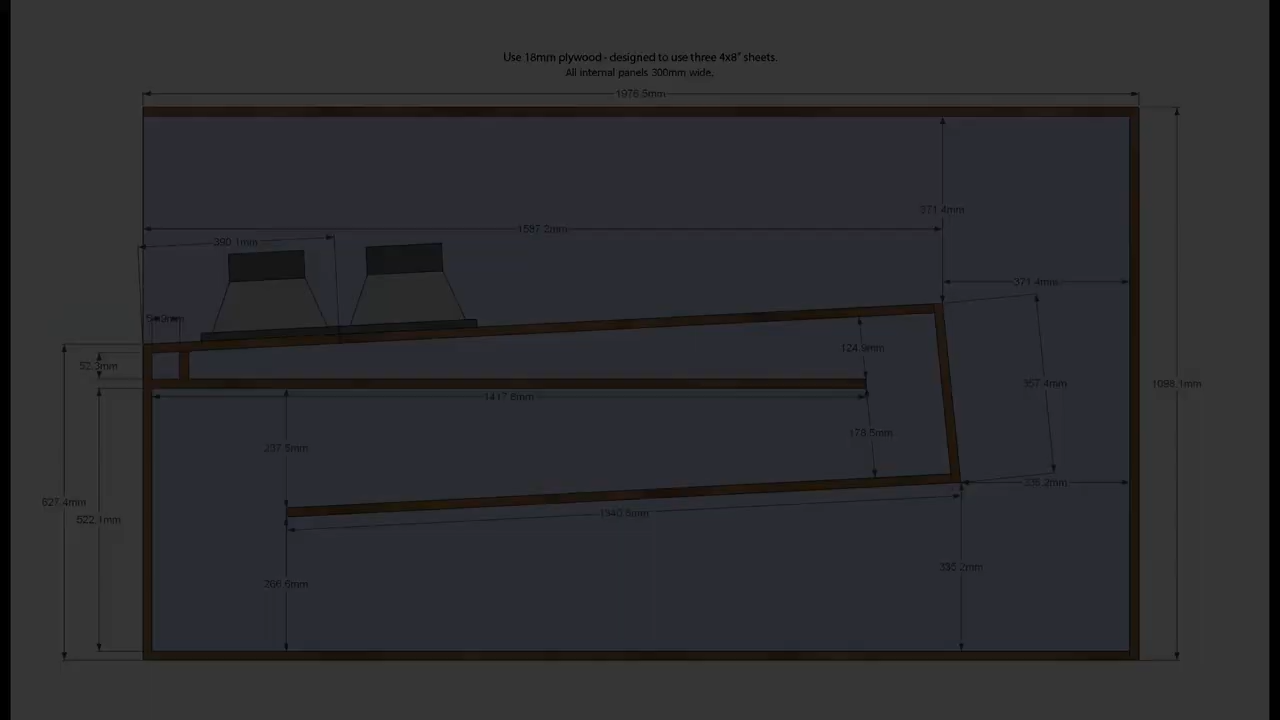 Use 18mm plywood - designed to use three 4x8" sheets.
All internal panels 300mm wide.
1976.5mm
371.4mm
1587.2mm
390.1mm
371.4mm
124.9mm
52.3mm
357.4mm
1098.1mm
1417.6mm
178.5mm
257.5mm
335.2mm
627.4mm
1340.6mm
522.1mm
335.2mm
266.6mm